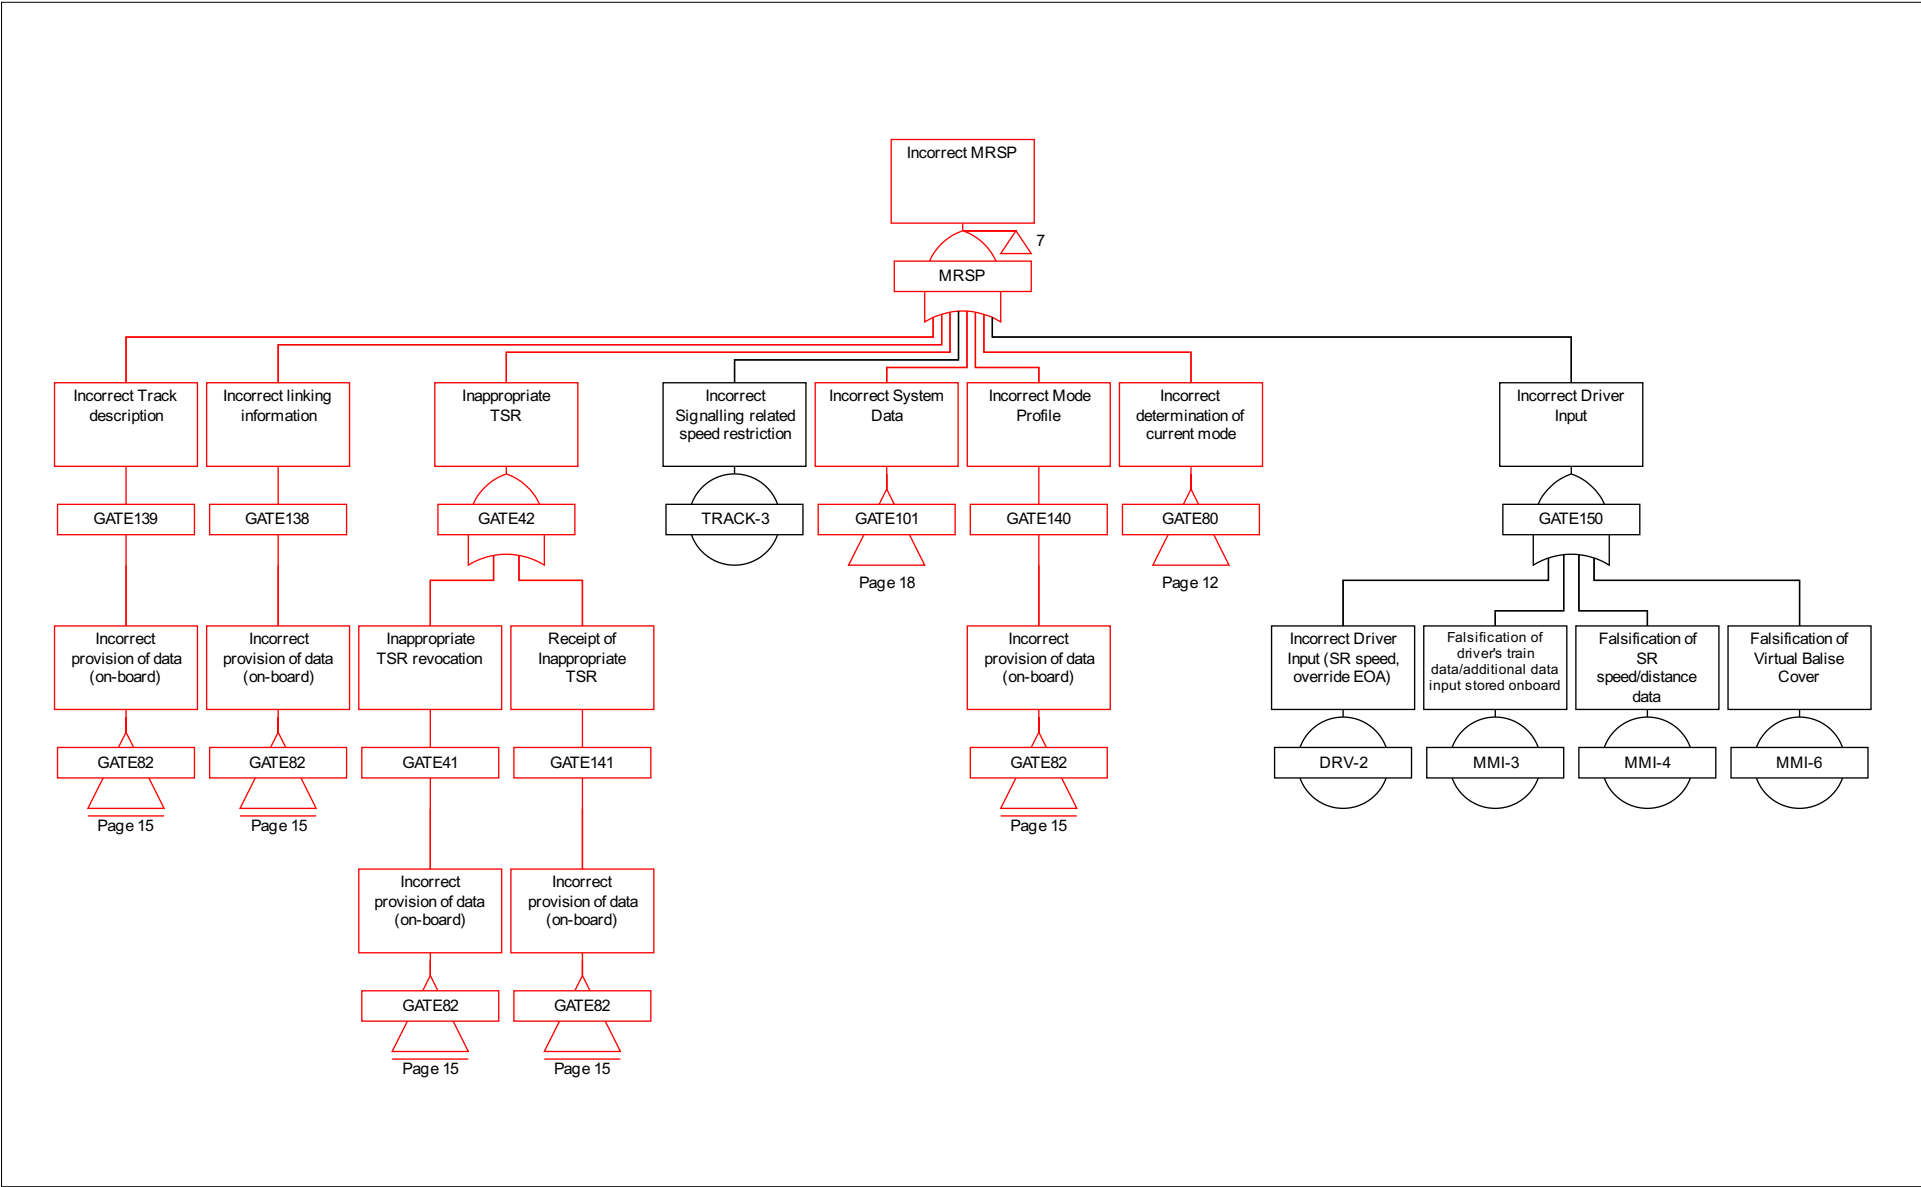 Incorrect MRSP
7
MRSP
Incorrect Track
description
Incorrect linking
information
Inappropriate
TSR
Incorrect
Signalling related
speed restriction
Incorrect System
Data
Incorrect Mode
Profile
Incorrect
determination of
current mode
Incorrect Driver
Input
GATE139
GATE138
GATE42
TRACK-3
GATE101
GATE140
GATE80
GATE150
Page 18
Page 12
Incorrect
provision of data
(on-board)
Incorrect
provision of data
(on-board)
Inappropriate
TSR revocation
Receipt of
Inappropriate
TSR
Incorrect
provision of data
(on-board)
Incorrect Driver
Input (SR speed,
override EOA)
Falsification of
driver's train
data/additional data
input stored onboard
Falsification of
SR
speed/distance
data
Falsification of
Virtual Balise
Cover
GATE82
GATE82
GATE41
GATE141
GATE82
DRV-2
MMI-3
MMI-4
MMI-6
Page 15
Page 15
Page 15
Incorrect
provision of data
(on-board)
Incorrect
provision of data
(on-board)
GATE82
GATE82
Page 15
Page 15